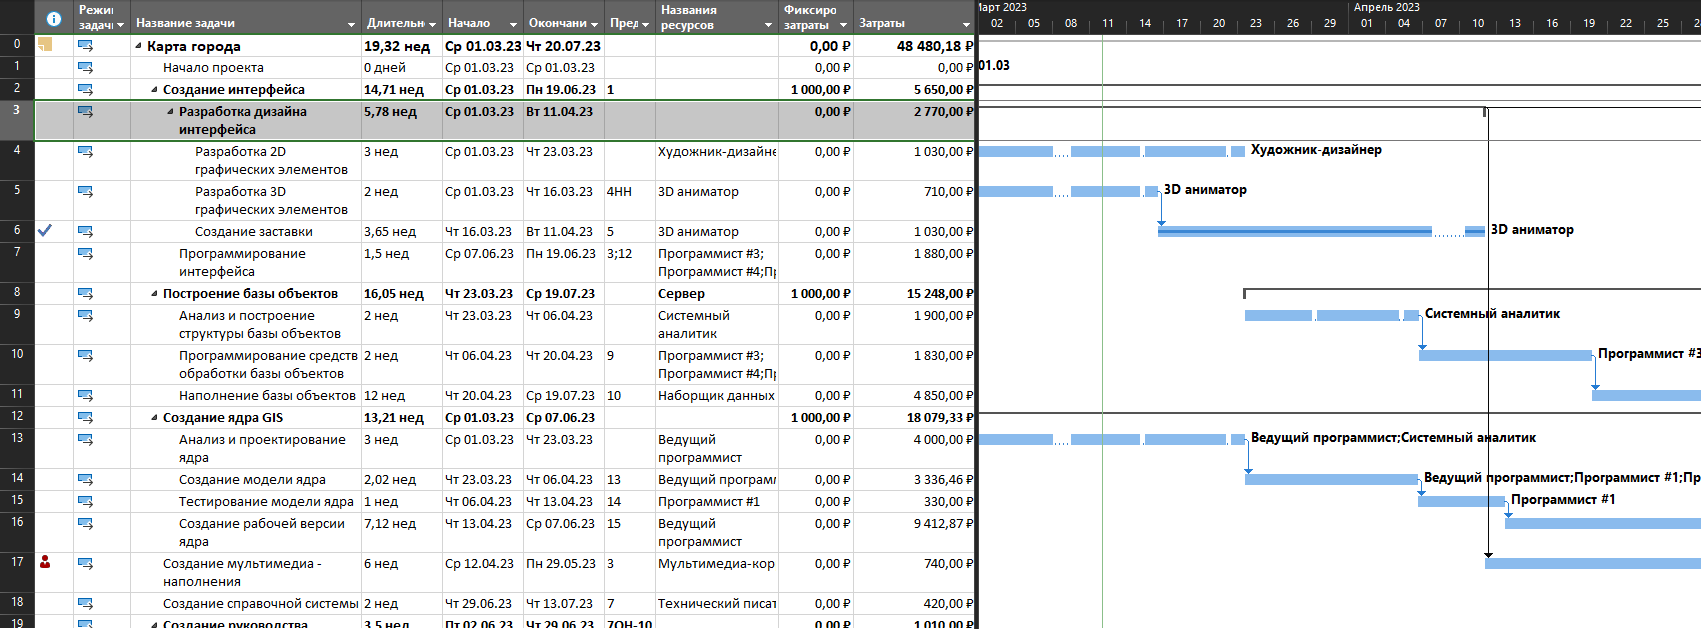 Режи задачи Название задачи Длительн Начало Окончани Пред Названия ресурсов Фиксиро затраты Затраты
Март 2023 Апрель 2023
02 05 08 11 14 17 20 23 26 29 01 04 07 10 13 16 19 22 25
0 Карта города 19,32 нед Ср 01.03.23 Чт 20.07.23 0,00 ₽ 48 480,18 ₽
1 Начало проекта 0 дней Ср 01.03.23 Ср 01.03.23 0,00 ₽ 0,00 ₽ 01.03
2 Создание интерфейса 14,71 нед Ср 01.03.23 Пн 19.06.23 1 1 000,00 ₽ 5 650,00 ₽
3 Разработка дизайна 5,78 нед Ср 01.03.23 Вт 11.04.23 0,00 ₽ 2 770,00 ₽
интерфейса
4 Разработка 2D 3 нед Ср 01.03.23 Чт 23.03.23 Художник-дизайне 0,00 ₽ 1 030,00 ₽ Художник-дизайнер
графических элементов
5 Разработка 3D 2 нед Ср 01.03.23 Чт 16.03.23 4НН 3D аниматор 0,00 ₽ 710,00 ₽ 3D аниматор
графических элементов
6 Создание заставки 3,65 нед Чт 16.03.23 Вт 11.04.23 5 3D аниматор 0,00 ₽ 1 030,00 ₽ 3D аниматор
7 Программирование 1,5 нед Ср 07.06.23 Пн 19.06.23 3;12 Программист #3; 0,00 ₽ 1 880,00 ₽
интерфейса Программист #4;Пр
8 Построение базы объектов 16,05 нед Чт 23.03.23 Ср 19.07.23 Сервер 1 000,00 ₽ 15 248,00 ₽
9 Анализ и построение 2 нед Чт 23.03.23 Чт 06.04.23 Системный 0,00 ₽ 1 900,00 ₽ Системный аналитик
структуры базы объектов аналитик
10 Программирование средств 2 нед Чт 06.04.23 Чт 20.04.23 9 Программист #3; 0,00 ₽ 1 830,00 ₽ Программист #3
обработки базы объектов Программист #4;Пр
11 Наполнение базы объектов 12 нед Чт 20.04.23 Ср 19.07.23 10 Наборщик данных 0,00 ₽ 4 850,00 ₽
12 Создание ядра GIS 13,21 нед Ср 01.03.23 Ср 07.06.23 1 000,00 ₽ 18 079,33 ₽
13 Анализ и проектирование 3 нед Ср 01.03.23 Чт 23.03.23 Ведущий 0,00 ₽ 4 000,00 ₽ Ведущий программист;Системный аналитик
ядра программист
14 Создание модели ядра 2,02 нед Чт 23.03.23 Чт 06.04.23 13 Ведущий програми 0,00 ₽ 3 336,46 ₽ Ведущий программист;Программист #1;Пр
15 Тестирование модели ядра 1 нед Чт 06.04.23 Чт 13.04.23 14 Программист #1 0,00 ₽ 330,00 ₽ Программист #1
16 Создание рабочей версии 7,12 нед Чт 13.04.23 Ср 07.06.23 15 Ведущий 0,00 ₽ 9 412,87 ₽
ядра программист
17 Создание мультимедиа - 6 нед Ср 12.04.23 Пн 29.05.23 3 Мультимедиа-кор 0,00 ₽ 740,00 ₽
наполнения
18 Создание справочной системы 2 нед Чт 29.06.23 Чт 13.07.23 7 Технический писат 0,00 ₽ 420,00 ₽
19 Создание руководства 3,5 нед Пт 02.06.23 Чт 29.06.23 7ОН-10 0,00 ₽ 1 010,00 ₽